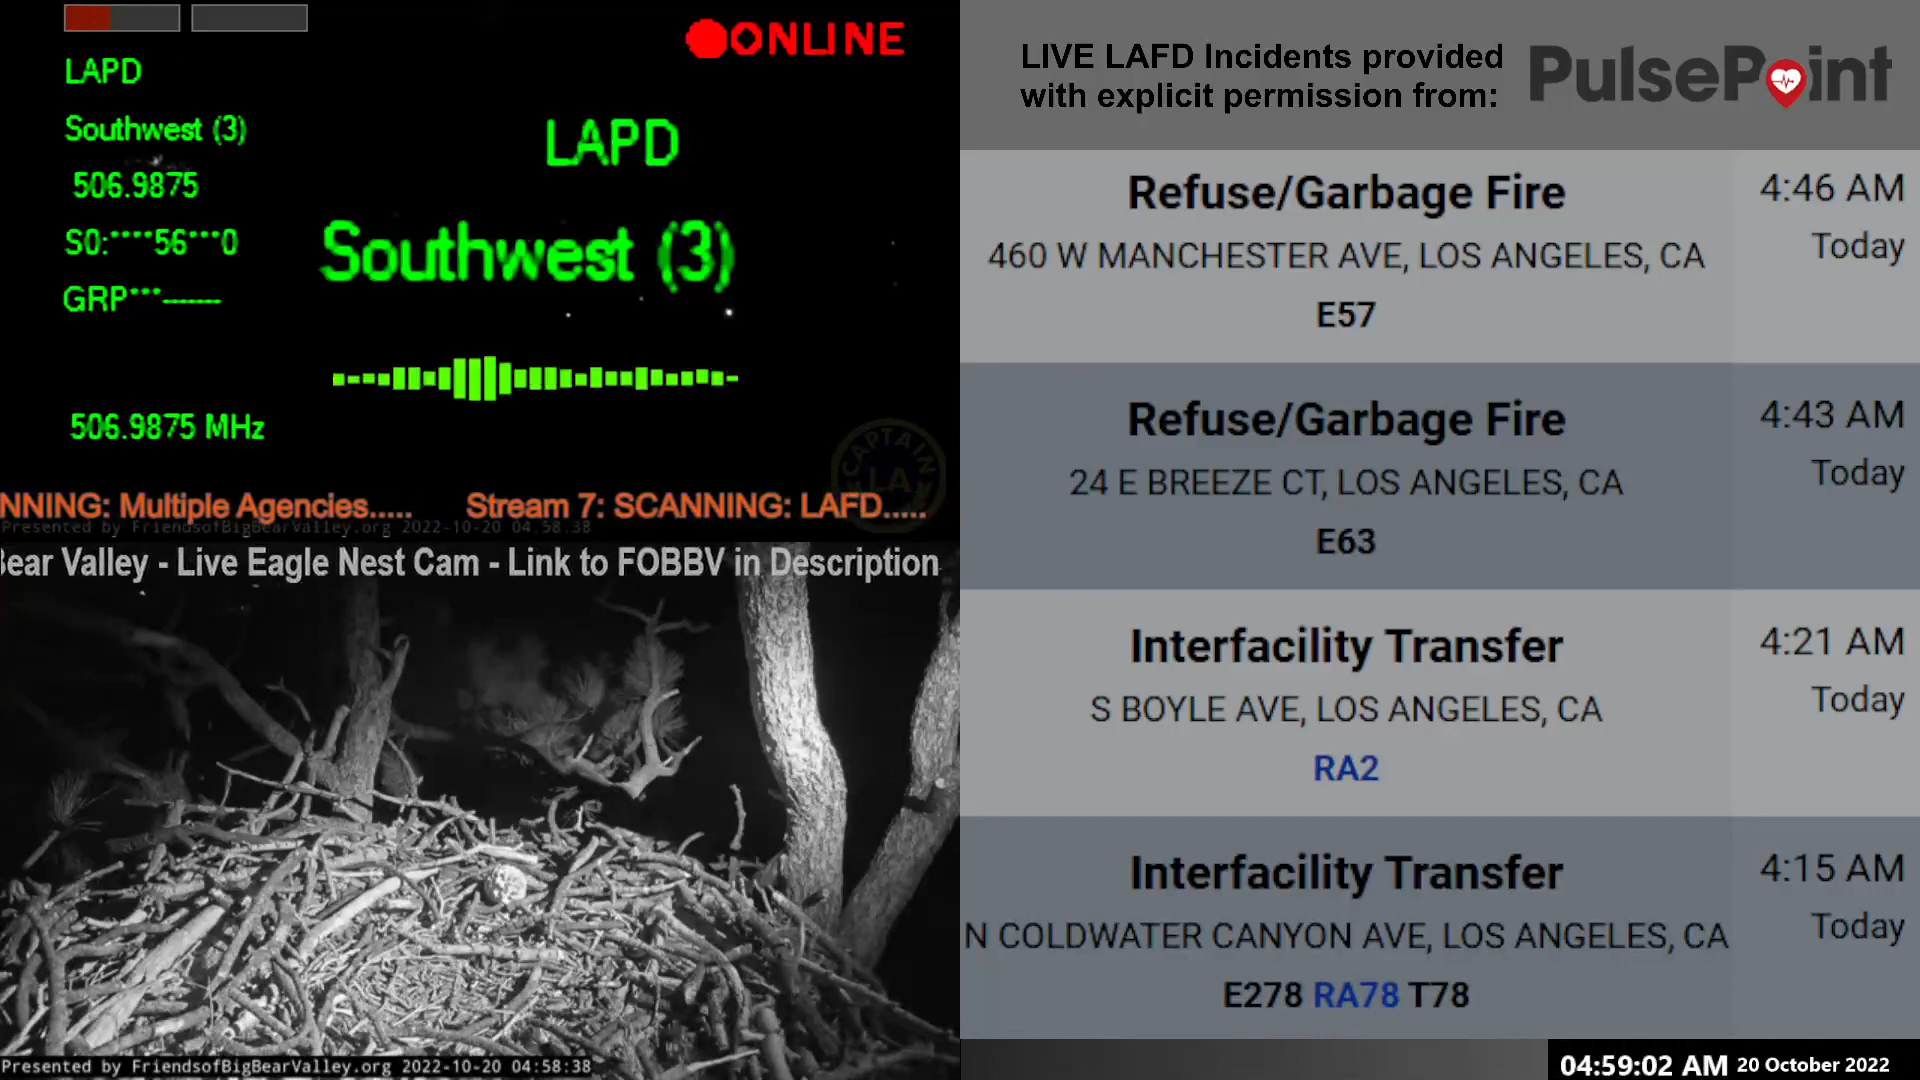 ONLINE
LAPD
Southwest (3)
506.9875
S0:****56***0
GRP***-------
LAPD
Southwest (3)
506.9875 MHz
CAPTAIN
LA
NNING: Multiple Agencies..... Stream 7: SCANNING: LAFD.....
Presented by FriendsofBigBearValley.org 2022-10-20 04:58:38
Bear Valley - Live Eagle Nest Cam - Link to FOBBV in Description
Presented by FriendsofBigBearValley.org 2022-10-20 04:58:38
LIVE LAFD Incidents provided
with explicit permission from:
PulsePoint
Refuse/Garbage Fire
4:46 AM
460 W MANCHESTER AVE, LOS ANGELES, CA
Today
E57
Refuse/Garbage Fire
4:43 AM
24 E BREEZE CT, LOS ANGELES, CA
Today
E63
Interfacility Transfer
4:21 AM
S BOYLE AVE, LOS ANGELES, CA
Today
RA2
Interfacility Transfer
4:15 AM
N COLDWATER CANYON AVE, LOS ANGELES, CA
Today
E278 RA78 T78
04:59:02 AM 20 October 2022